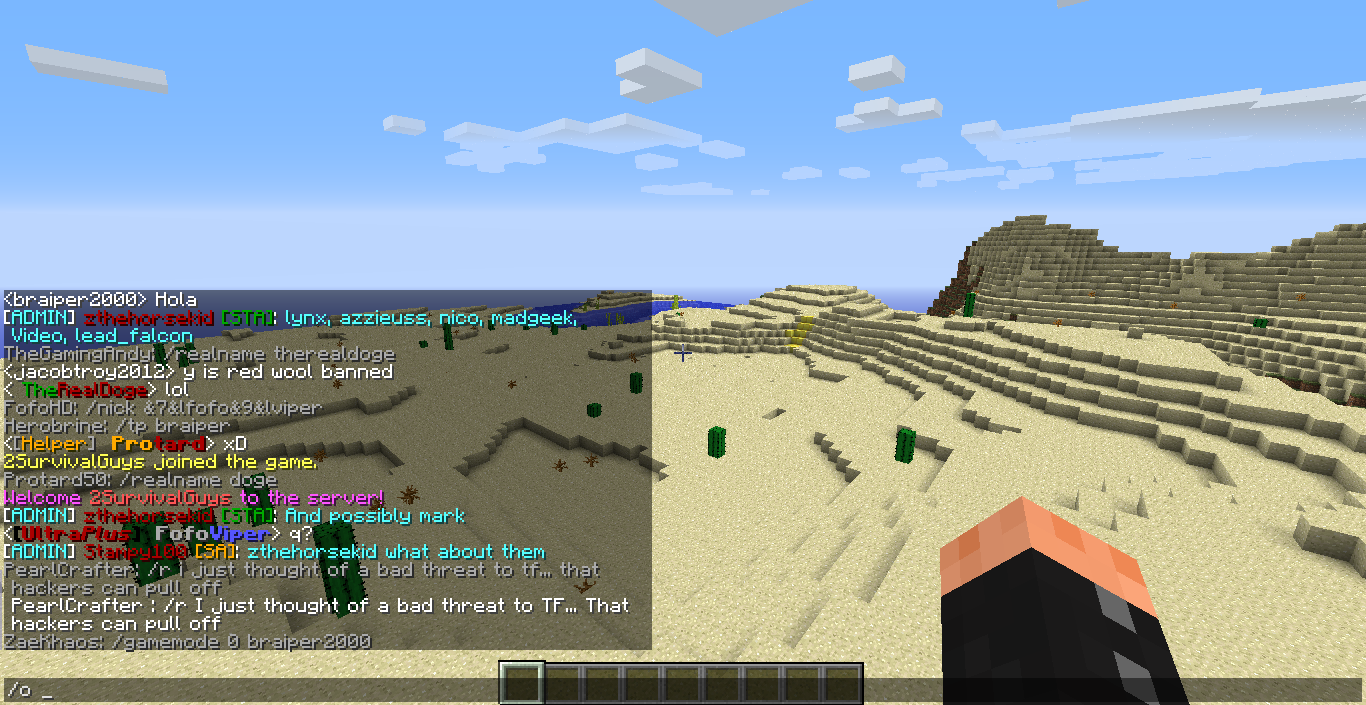 <braiper2000> Hola
[ADMIN] zthehorsekid [STA]: lynx, azzieuss, nico, madgeek,
Video, lead_falcon
TheGamingAndy: /realname therealdoge
<jacobtroy2012> y is red wool banned
< TheRealDoge> lol
FofoHD: /nick &7&lfofo&9&lviper
Herobrine: /tp braiper
<[Helper] Protard> xD
2SurvivalGuys joined the game.
Protard50: /realname doge
Welcome 2SurvivalGuys to the server!
[ADMIN] zthehorsekid [STA]: And possibly mark
<[UltraPlus] FofoViper> q?
[ADMIN] Stampy100 [SA]: zthehorsekid what about them
PearlCrafter: /r I just thought of a bad threat to tf... that
hackers can pull off
PearlCrafter : /r I just thought of a bad threat to TF... That
hackers can pull off
ZaeKhaos: /gamemode 0 braiper2000
/o _